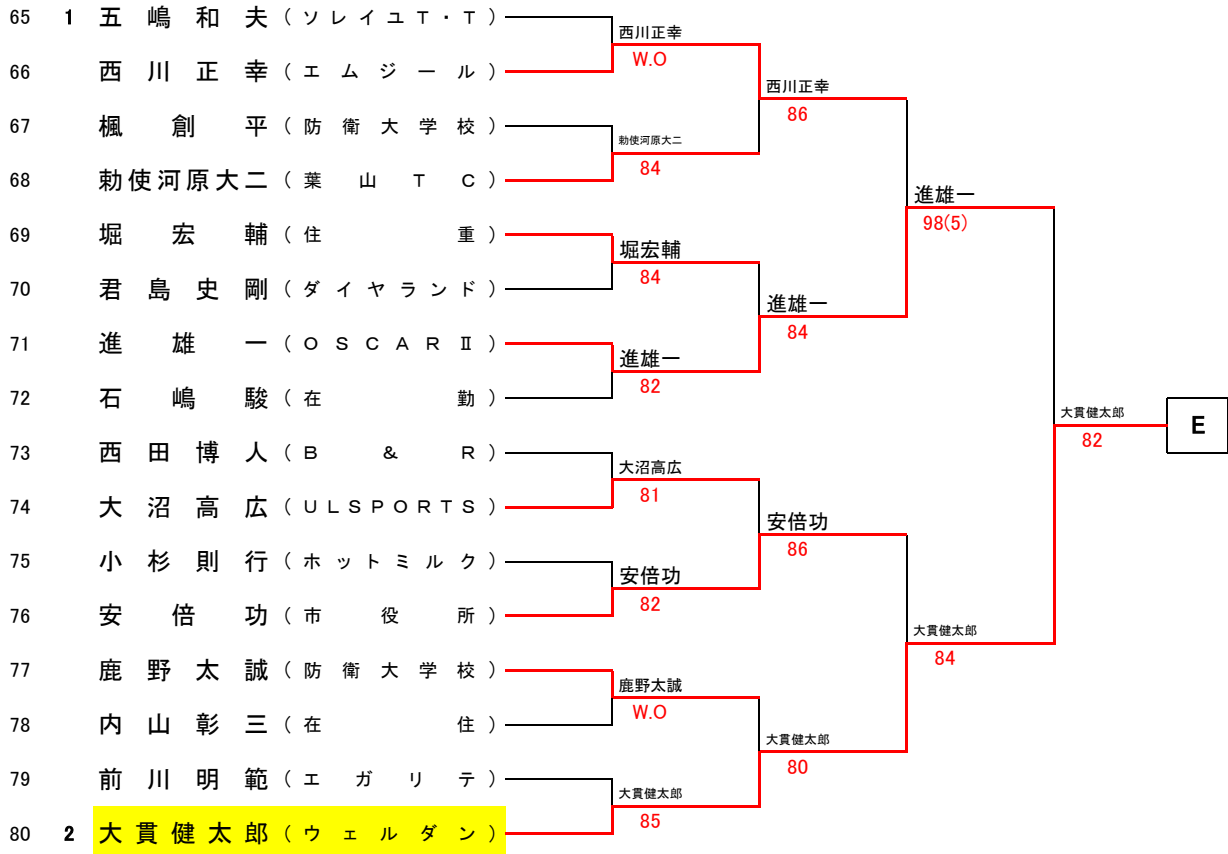 65 1 五嶋和夫 (ソレイユT・T)
西川正幸
W.O
66 西川正幸 (エムジール)
西川正幸
86
67 楓創平 (防衛大学校)
勅使河原大二
84
68 勅使河原大二 (葉山TC)
進雄一
98(5)
69 堀宏輔 (住重)
堀宏輔
84
70 君島史剛 (ダイヤランド)
進雄一
84
71 進雄一 (OSCARⅡ)
進雄一
82
72 石嶋駿 (在勤)
大貫健太郎
82
E
73 西田博人 (B&R)
大沼高広
81
74 大沼高広 (ULSPORTS)
安倍功
86
75 小杉則行 (ホットミルク)
安倍功
82
76 安倍功 (市役所)
大貫健太郎
84
77 鹿野太誠 (防衛大学校)
鹿野太誠
W.O
78 内山彰三 (在住)
大貫健太郎
80
79 前川明範 (エガリテ)
大貫健太郎
85
80 2 大貫健太郎 (ウェルダン)